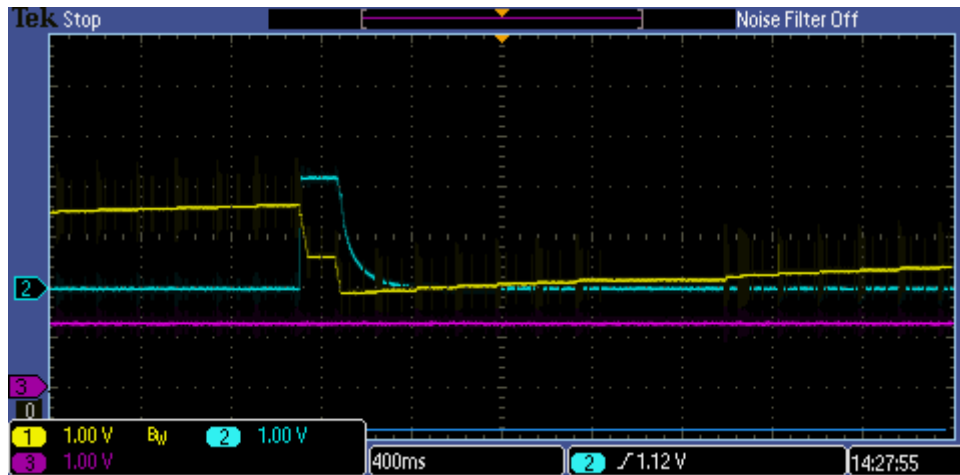 Tek Stop Noise Filter Off
2
3
0
1 1.00 V BW 2 1.00 V
3 1.00 V 400ms 2 1.12 V 14:27:55